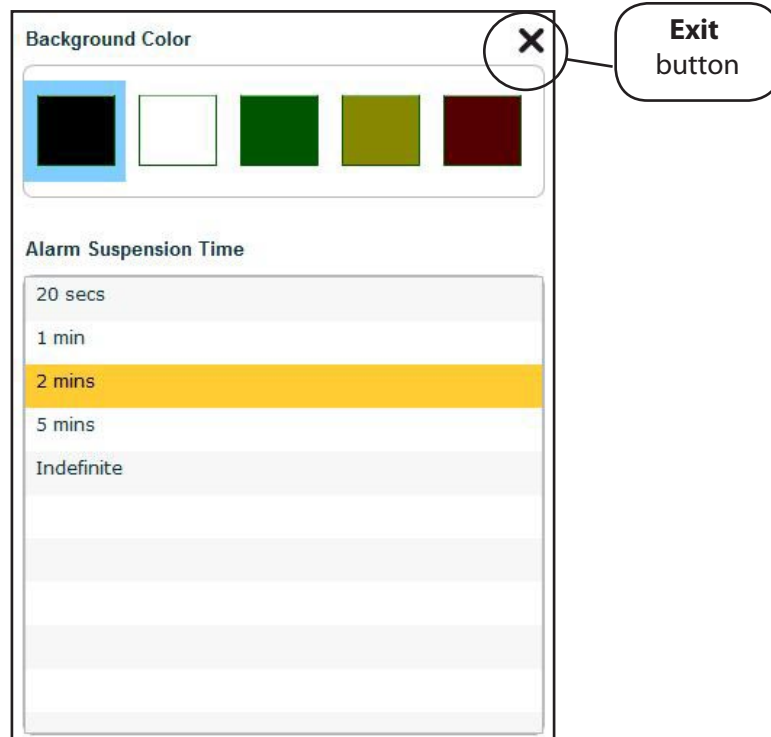 Background Color
Exit
button
Alarm Suspension Time
20 secs
1 min
2 mins
5 mins
Indefinite